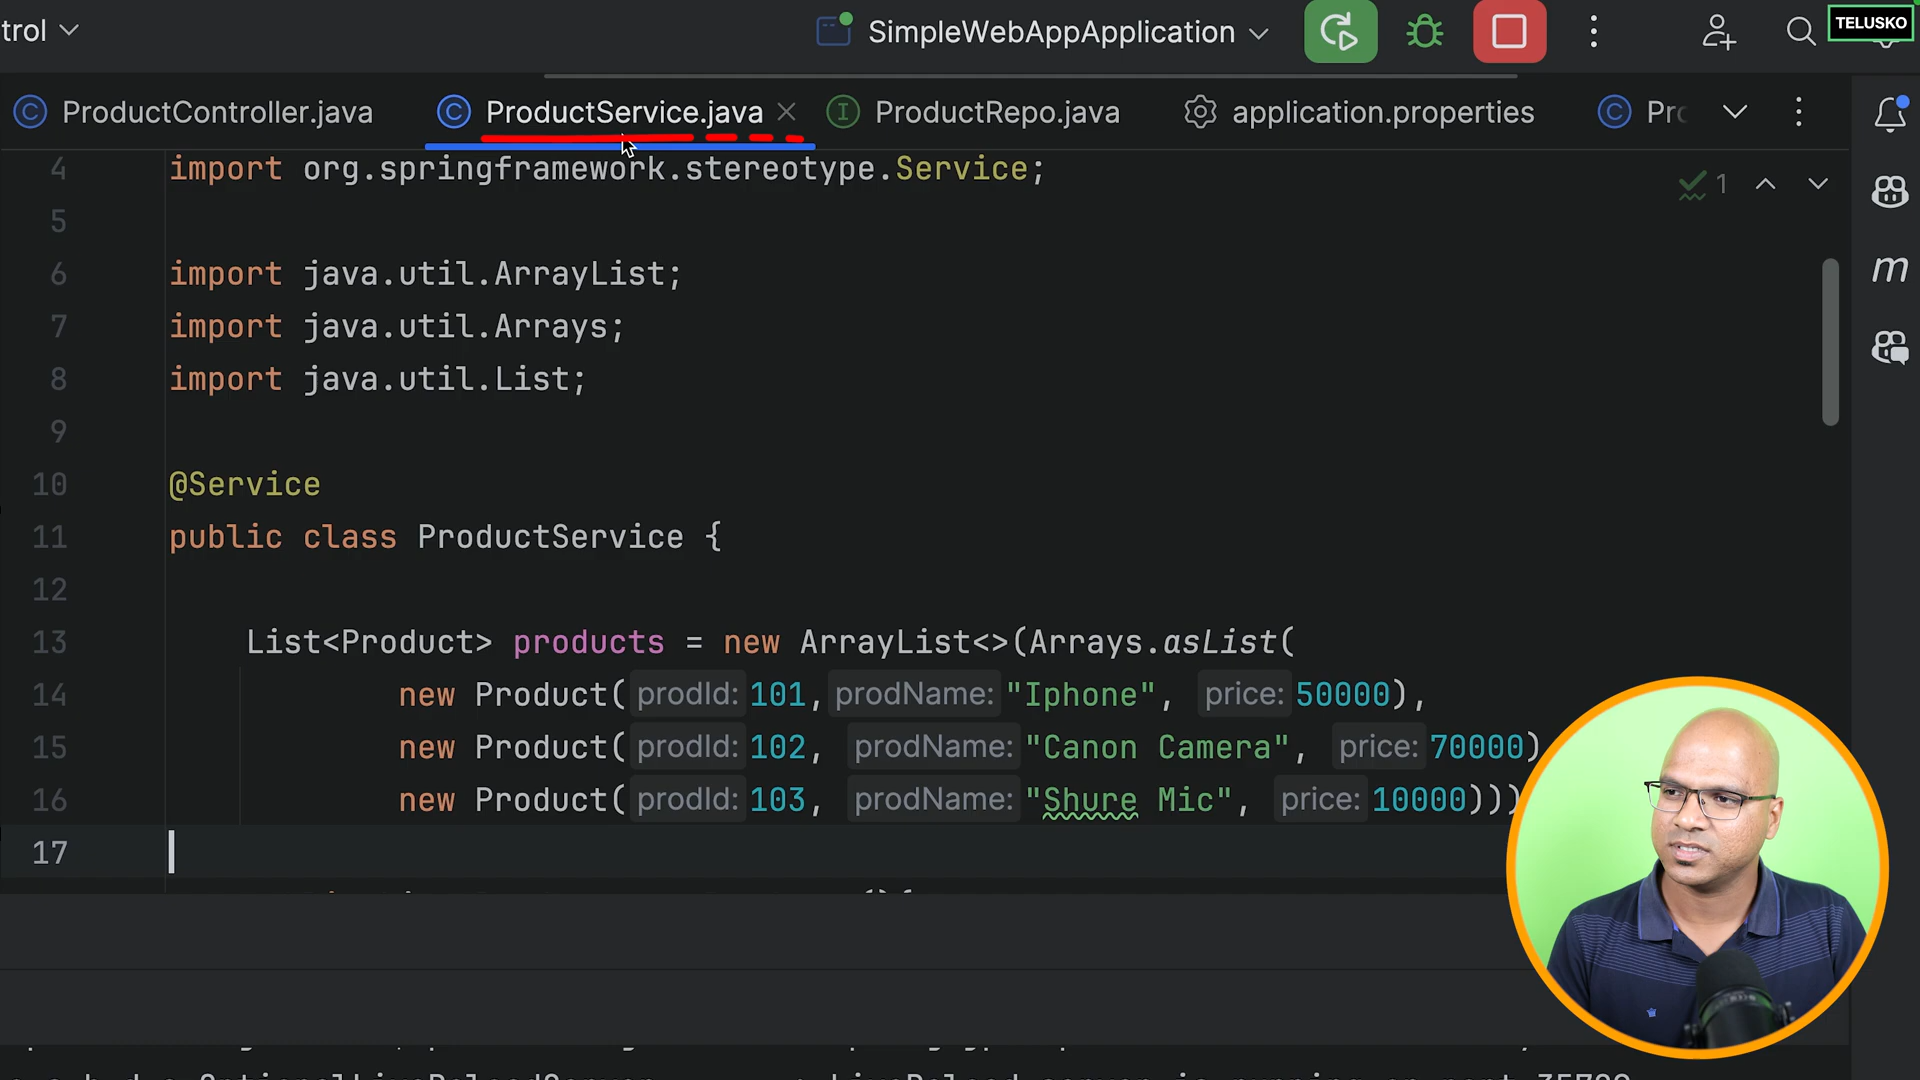 trol
SimpleWebAppApplication
TELUSKO
ProductController.java
ProductService.java
ProductRepo.java
application.properties
Pr
4 import org.springframework.stereotype.Service;
1
5
6 import java.util.ArrayList;
7 import java.util.Arrays;
8 import java.util.List;
9
10 @Service
11 public class ProductService {
12
13 List<Product> products = new ArrayList<>(Arrays.asList(
14 new Product( prodId: 101, prodName: "Iphone", price: 50000),
15 new Product( prodId: 102, prodName: "Canon Camera", price: 70000)
16 new Product( prodId: 103, prodName: "Shure Mic", price: 10000)))
17